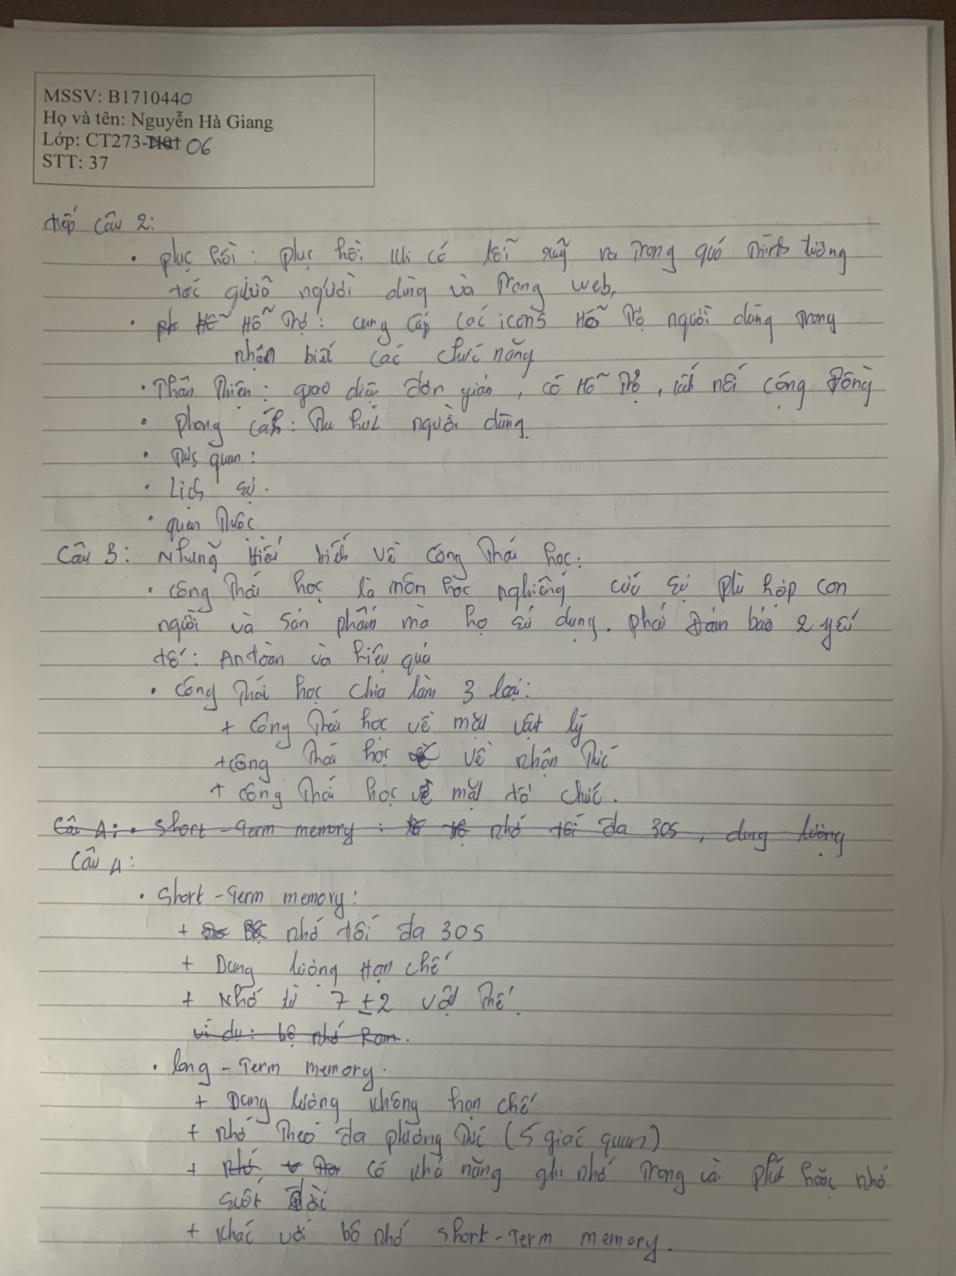 MSSV: B1710440
Họ và tên: Nguyễn Hà Giang
Lớp: CT273-N01 06
STT: 37
tiếp câu 2:
• phục hồi: phục hồi khi có lỗi xảy ra trong quá trình tương
tác giữa người dùng và trang web,
• Hỗ trợ: cung cấp các icons Hỗ trợ người dùng trong
nhận biết các chức năng
• Thân thiện: giao diện đơn giản, có Hỗ trợ, kết nối cộng đồng
• phong cách: thu hút người dùng.
• trực quan:
• lịch sự.
• quen thuộc
Câu 3: Những Hiểu biết về công thái học:
• công thái học là môn học nghiêng cứu sự phù hợp con
người và sản phẩm mà họ sử dụng. phải đảm bảo 2 yếu
tố: An toàn và hiệu quả
• công thái học chia làm 3 loại:
+ công thái học về mặt vật lý
+ công thái học về nhận thức
+ công thái học về mặt tổ chức.
Câu 4: • short-term memory: nhớ tối đa 30s, dung lượng
Câu 4:
• short-term memory:
+ nhớ tối đa 30s
+ Dung lượng Hạn chế
+ Nhớ từ 7 ± 2 vật thể
ví dụ: bộ nhớ Ram.
• long-term memory.
+ Dung lượng không hạn chế
+ nhớ theo đa phương thức (5 giác quan)
+ có khả năng ghi nhớ trong vài phút hoặc nhớ
suốt đời
+ khác với bộ nhớ short-term memory.